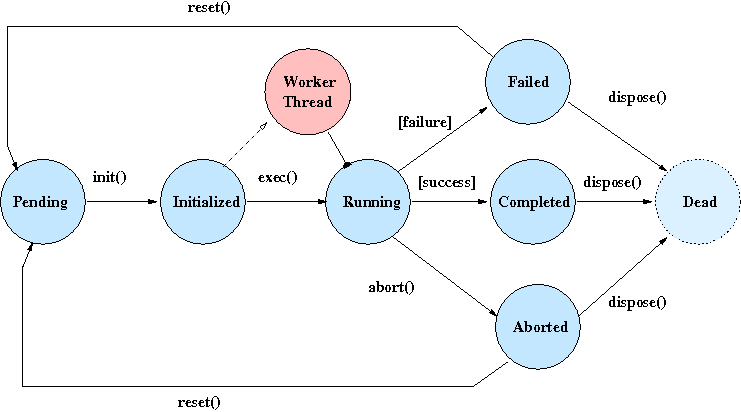 reset()
Worker
Thread
Failed
dispose()
[failure]
init()
exec()
[success]
dispose()
Pending
Initialized
Running
Completed
Dead
abort()
dispose()
Aborted
reset()